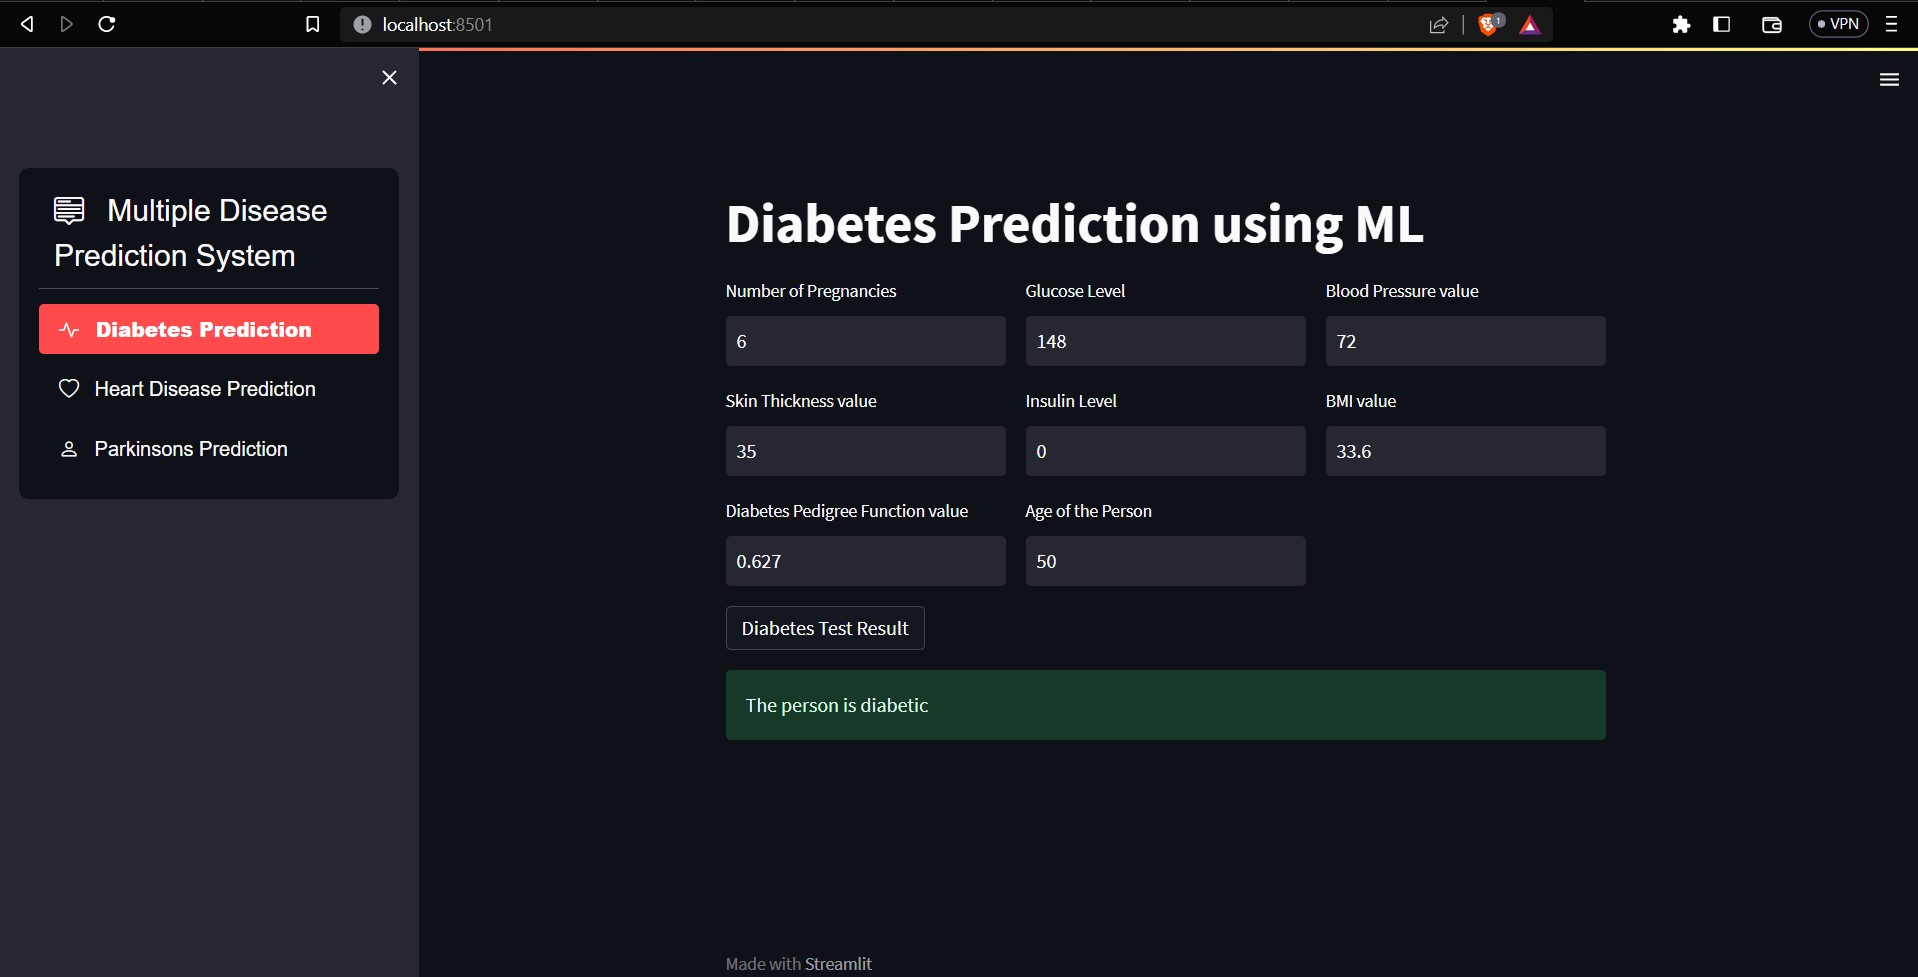 localhost:8501
1
VPN
Multiple Disease
Prediction System
Diabetes Prediction
Heart Disease Prediction
Parkinsons Prediction
Diabetes Prediction using ML
Number of Pregnancies Glucose Level Blood Pressure value
6 148 72
Skin Thickness value Insulin Level BMI value
35 0 33.6
Diabetes Pedigree Function value Age of the Person
0.627 50
Diabetes Test Result
The person is diabetic
Made with Streamlit